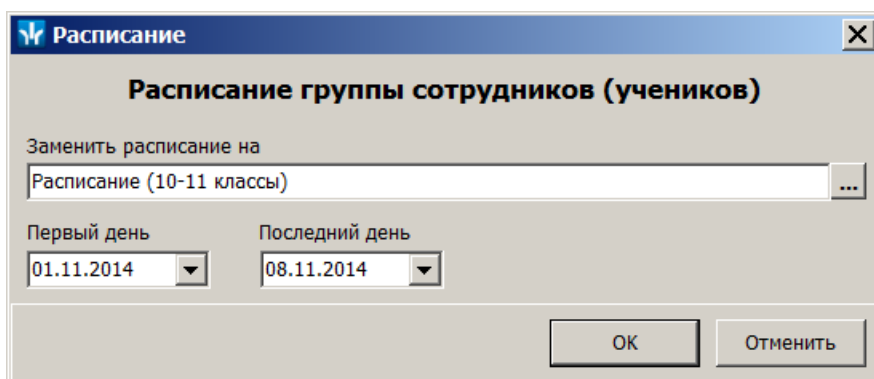 Расписание
Расписание группы сотрудников (учеников)
Заменить расписание на
Расписание (10-11 классы)
...
Первый день Последний день
01.11.2014 08.11.2014
OK Отменить